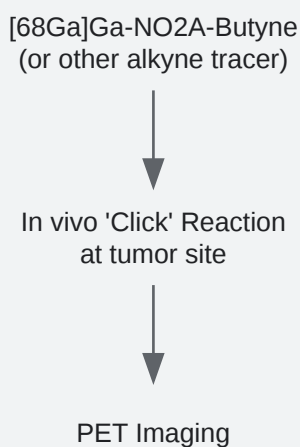 [68Ga]Ga-NO2A-Butyne
(or other alkyne tracer)
In vivo 'Click' Reaction
at tumor site
PET Imaging